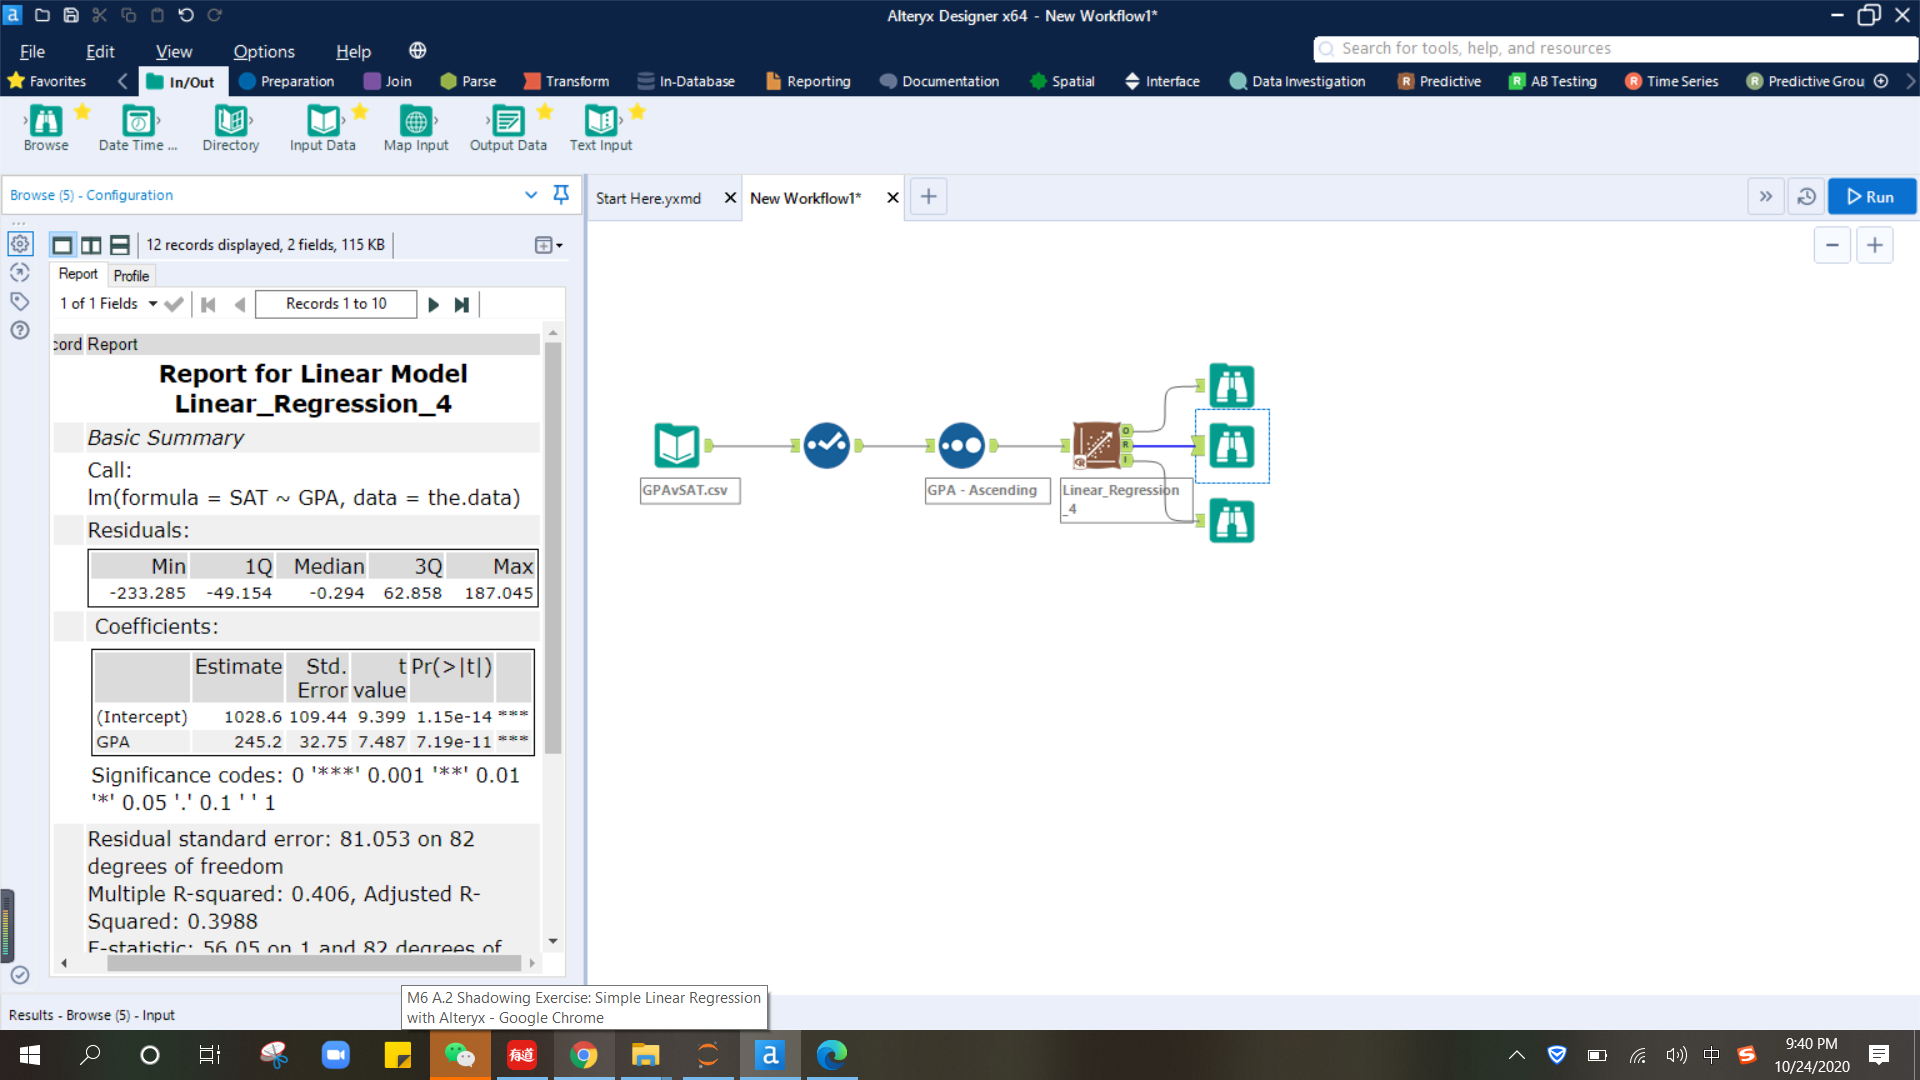 Alteryx Designer x64 - New Workflow1*
File Edit View Options Help
Search for tools, help, and resources
Favorites In/Out Preparation Join Parse Transform In-Database Reporting Documentation Spatial Interface Data Investigation Predictive AB Testing Time Series Predictive Grou
Browse Date Time ... Directory Input Data Map Input Output Data Text Input
Browse (5) - Configuration
Start Here.yxmd New Workflow1* Run
12 records displayed, 2 fields, 115 KB
Report Profile
1 of 1 Fields Records 1 to 10
cord Report
Report for Linear Model
Linear_Regression_4
Basic Summary
Call:
lm(formula = SAT ~ GPA, data = the.data)
Residuals:
Min 1Q Median 3Q Max
-233.285 -49.154 -0.294 62.858 187.045
Coefficients:
Estimate Std. Error t value Pr(>|t|)
(Intercept) 1028.6 109.44 9.399 1.15e-14 ***
GPA 245.2 32.75 7.487 7.19e-11 ***
Significance codes: 0 '***' 0.001 '**' 0.01
'*' 0.05 '.' 0.1 ' ' 1
Residual standard error: 81.053 on 82
degrees of freedom
Multiple R-squared: 0.406, Adjusted R-
Squared: 0.3988
F-statistic: 56.05 on 1 and 82 degrees of
GPAvSAT.csv
GPA - Ascending
Linear_Regression
_4
O
R
I
M6 A.2 Shadowing Exercise: Simple Linear Regression
with Alteryx - Google Chrome
Results - Browse (5) - Input
有道
a
中
9:40 PM
10/24/2020